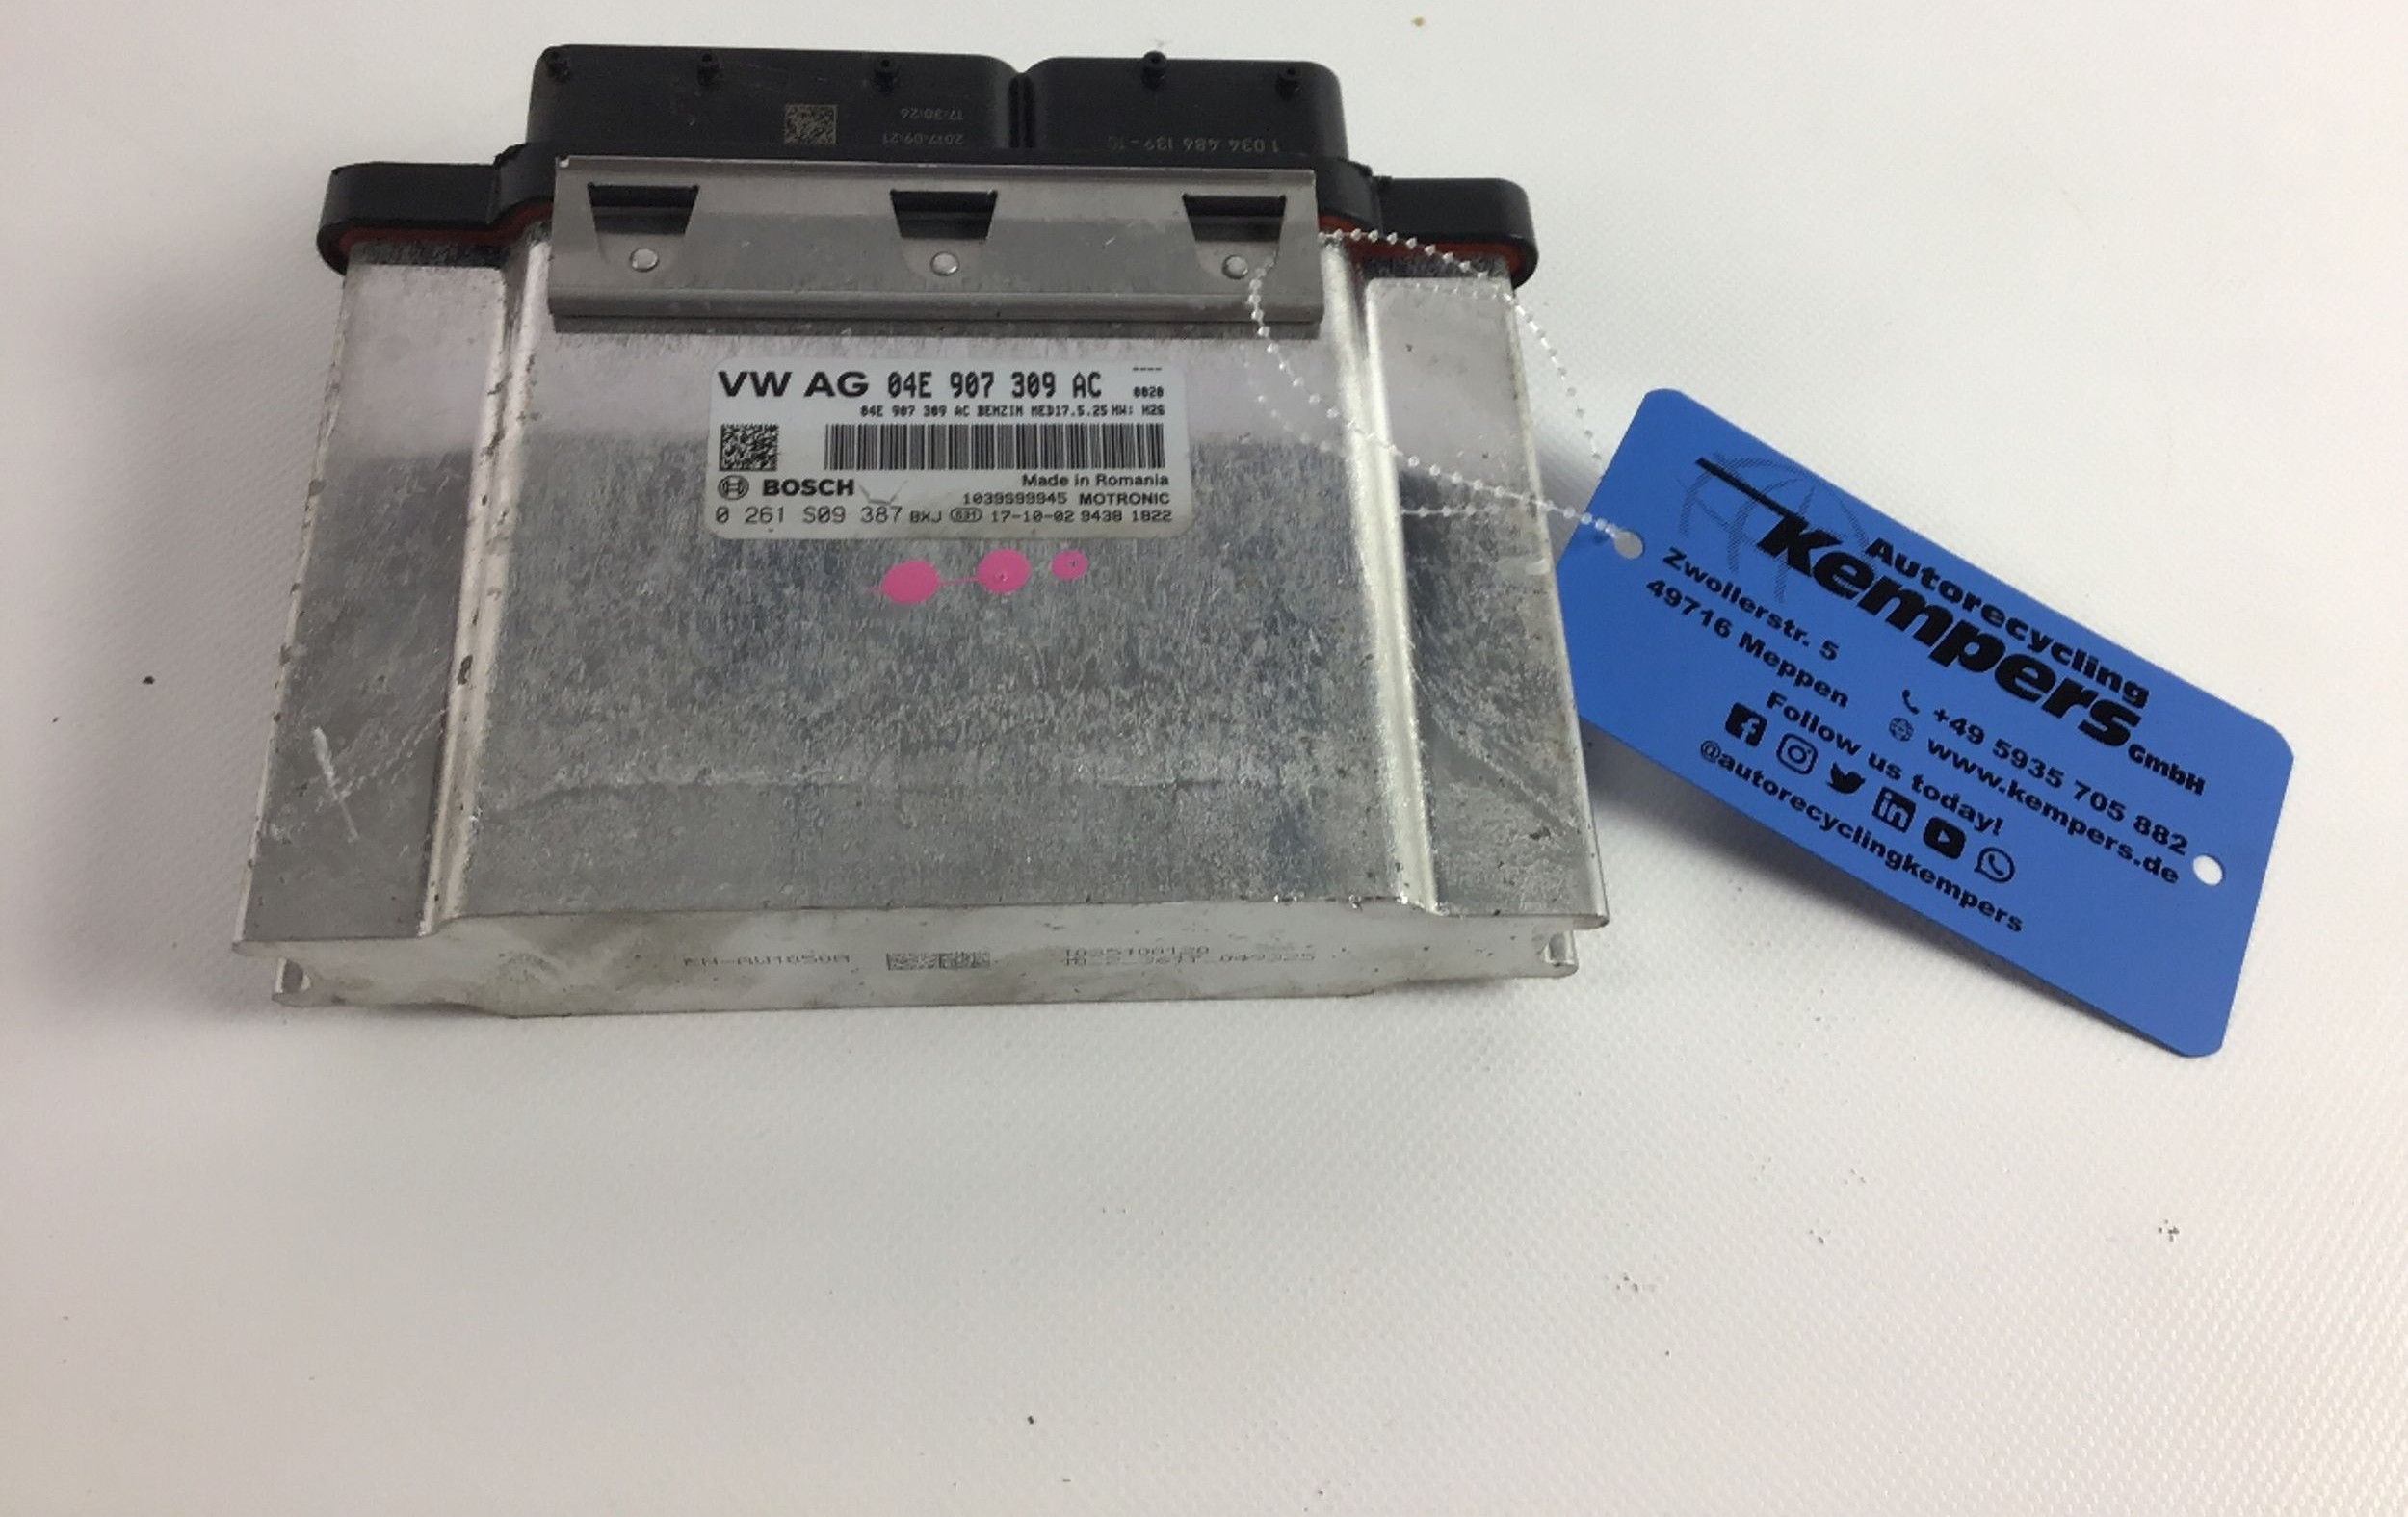 17:30:26
2017-09:21
1 034 486 139-10
VW AG 04E 907 309 AC
0020
04E 907 309 AC BENZIN MED17.5.25 HW: H26
BOSCH
Made in Romania
1039S99945 MOTRONIC
0 261 S09 387 BXJ 17-10-02 9438 1822
EN-AW1050A
Autorecycling
Kempers GmbH
Zwollerstr. 5
49716 Meppen
+49 5935 705 882
www.kempers.de
Follow us today!
@autorecyclingkempers